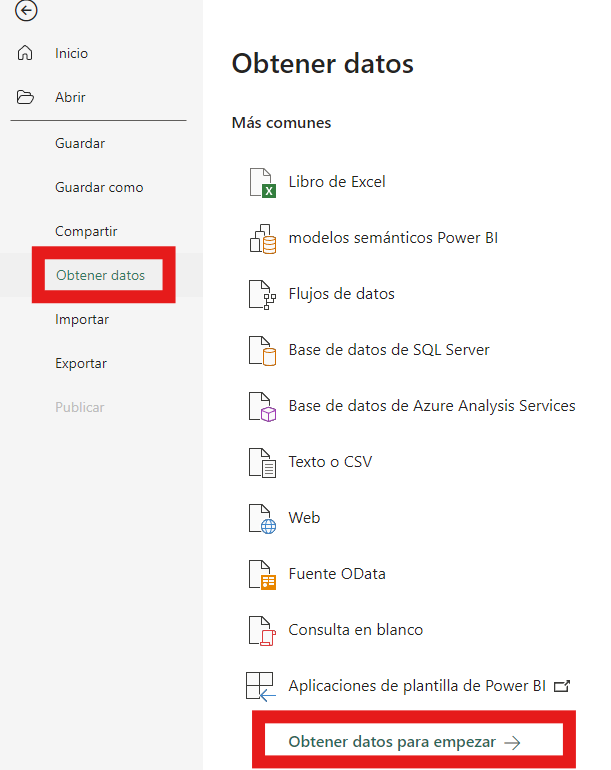 Inicio
Abrir
Guardar
Guardar como
Compartir
Obtener datos
Importar
Exportar
Publicar
Obtener datos
Más comunes
Libro de Excel
modelos semánticos Power BI
Flujos de datos
Base de datos de SQL Server
Base de datos de Azure Analysis Services
Texto o CSV
Web
Fuente OData
Consulta en blanco
Aplicaciones de plantilla de Power BI
Obtener datos para empezar